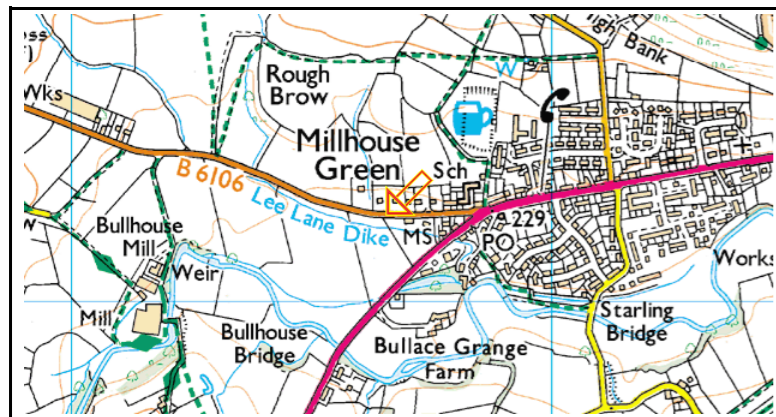 High Bank
Rough
Brow
W
Wks
Millhouse
Green
Sch
B 6106
Lee Lane Dike
229
MS
PO
Bullhouse
Mill
Weir
Works
Mill
Starling
Bridge
Bullhouse
Bridge
Bullace Grange
Farm